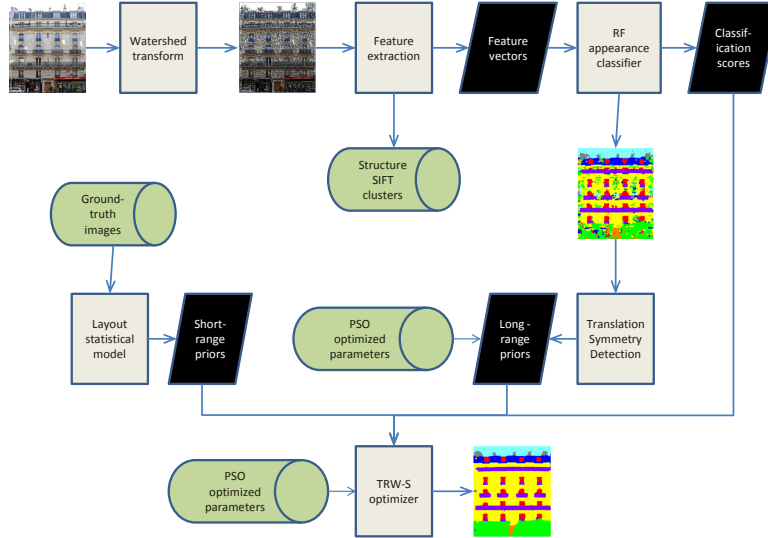 Watershed
transform
Feature
extraction
Feature
vectors
RF
appearance
classifier
Classif-
ication
scores
Structure
SIFT
clusters
Ground-
truth
images
Layout
statistical
model
Short-
range
priors
PSO
optimized
parameters
Long -
range
priors
Translation
Symmetry
Detection
PSO
optimized
parameters
TRW-S
optimizer